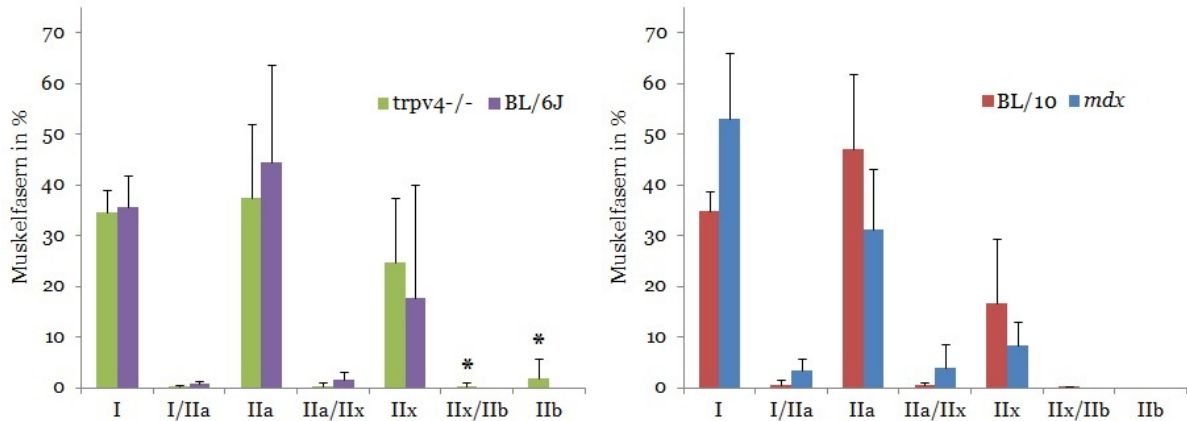 Muskelfasern in %
70
60
50
40
30
20
10
0
trpv4-/- BL/6J
* *
I I/IIa IIa IIa/IIx IIx IIx/IIb IIb
Muskelfasern in %
70
60
50
40
30
20
10
0
BL/10 mdx
I I/IIa IIa IIa/IIx IIx IIx/IIb IIb